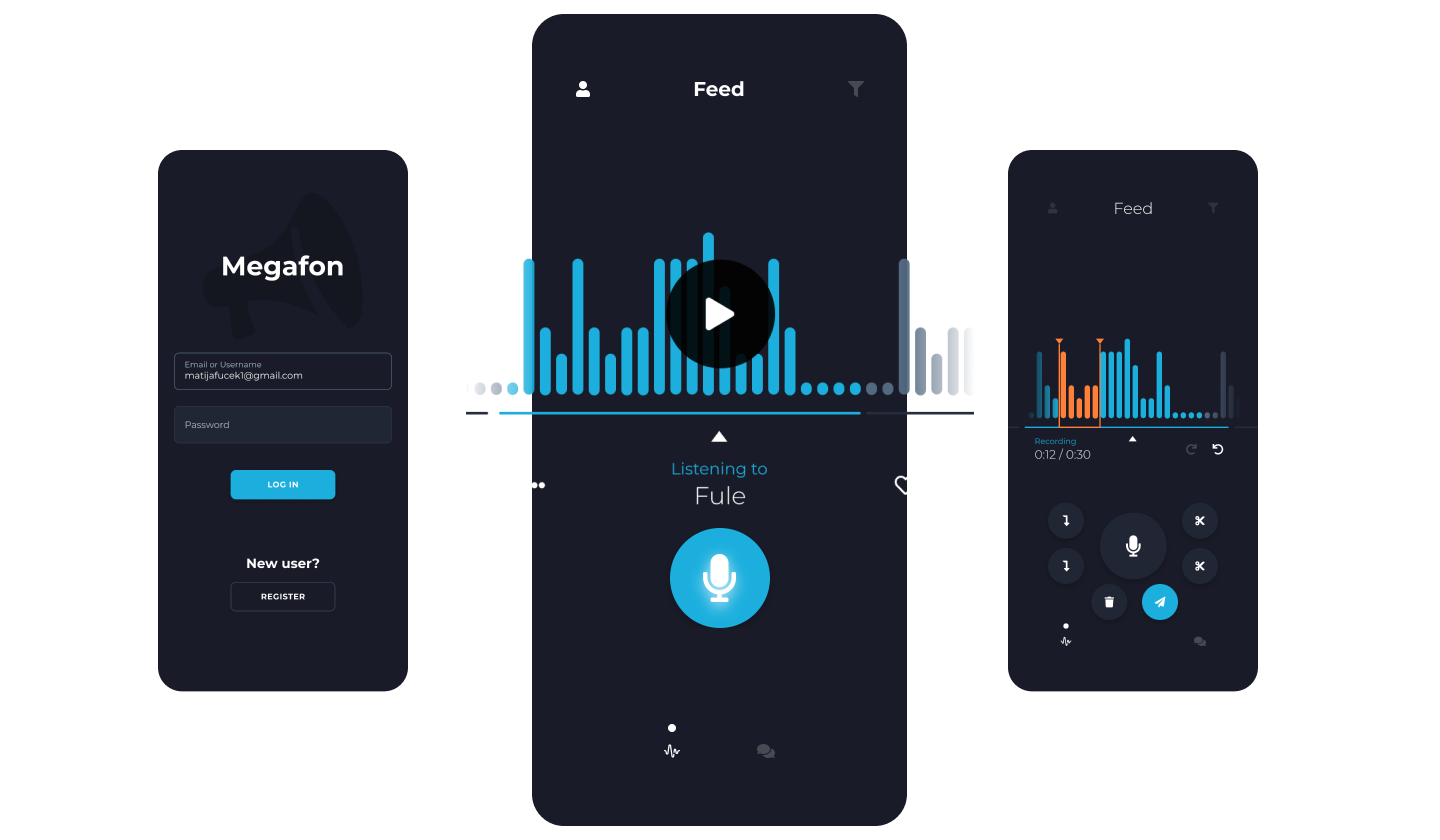 Megafon
Email or Username
matijafucek1@gmail.com
Password
LOG IN
New user?
REGISTER
Feed
Listening to
Fule
Feed
Recording
0:12 / 0:30